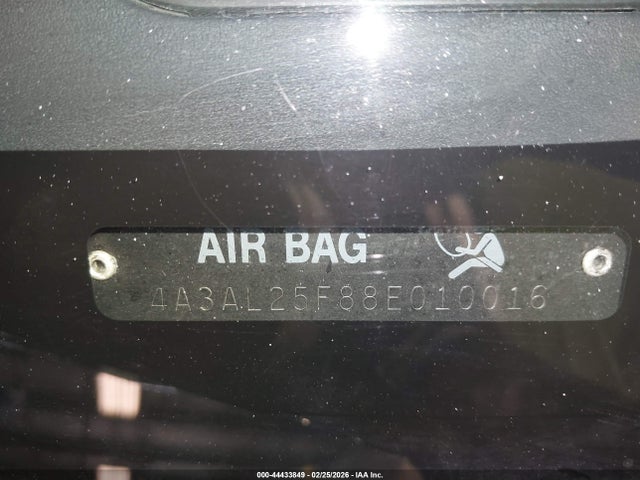 AIR BAG
4A3AL25F88E010016
000-44433849 - 02/25/2026 - IAA Inc.